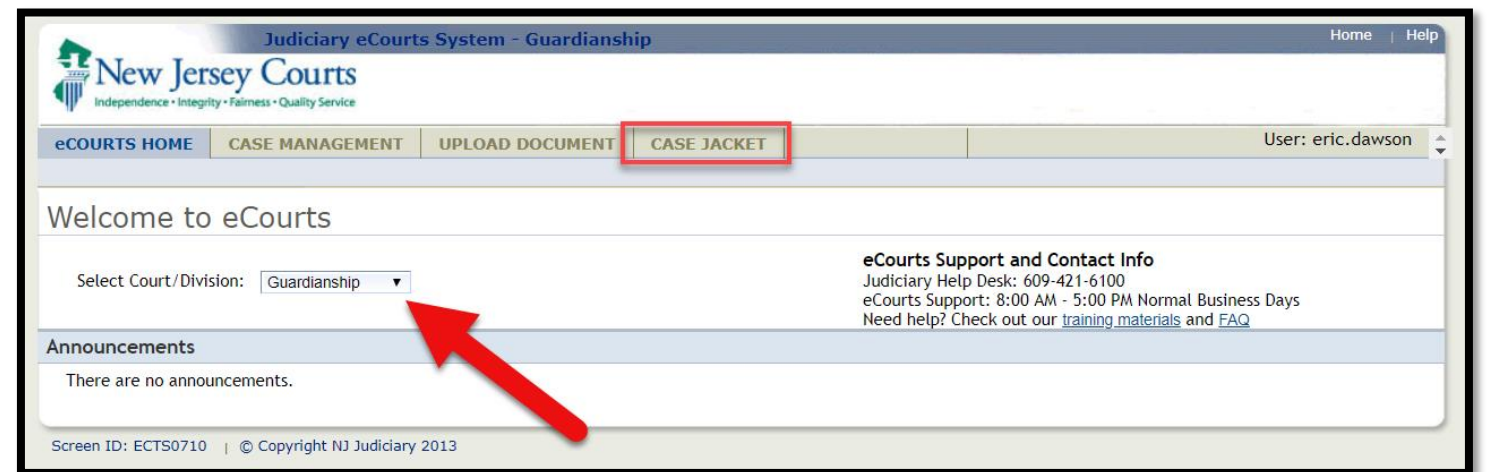 Judiciary eCourts System - Guardianship
Home | Help
New Jersey Courts
Independence • Integrity • Fairness • Quality Service
eCOURTS HOME CASE MANAGEMENT UPLOAD DOCUMENT CASE JACKET User: eric.dawson
Welcome to eCourts
Select Court/Division: Guardianship
eCourts Support and Contact Info
Judiciary Help Desk: 609-421-6100
eCourts Support: 8:00 AM - 5:00 PM Normal Business Days
Need help? Check out our training materials and FAQ
Announcements
There are no announcements.
Screen ID: ECTS0710 | © Copyright NJ Judiciary 2013